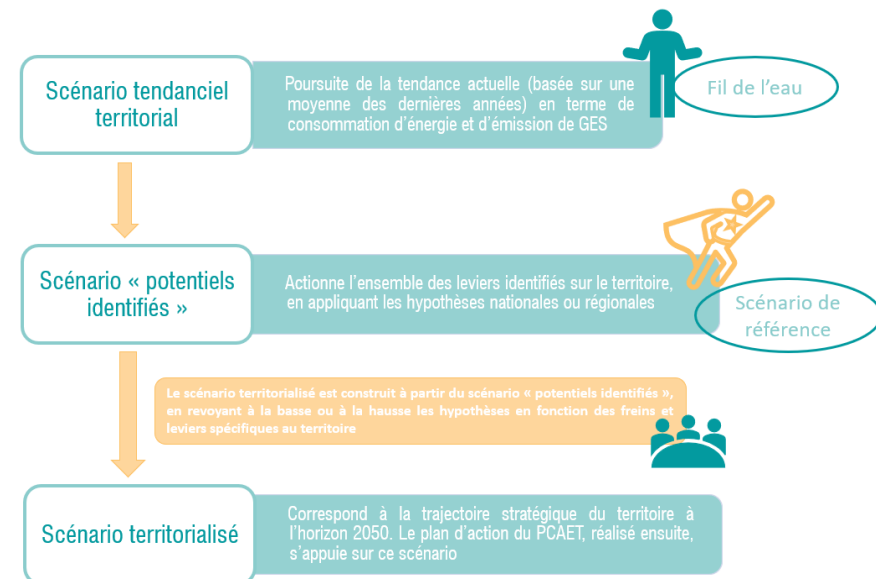 Scénario tendanciel
territorial
Poursuite de la tendance actuelle (basée sur une
moyenne des dernières années) en terme de
consommation d'énergie et d'émission de GES
Fil de l'eau
Scénario « potentiels
identifiés »
Actionne l'ensemble des leviers identifiés sur le territoire,
en appliquant les hypothèses nationales ou régionales
Scénario de
référence
Le scénario territorialisé est construit à partir du scénario « potentiels identifiés »,
en revoyant à la basse ou à la hausse les hypothèses en fonction des freins et
leviers spécifiques au territoire
Scénario territorialisé
Correspond à la trajectoire stratégique du territoire à
l'horizon 2050. Le plan d'action du PCAET, réalisé ensuite,
s'appuie sur ce scénario